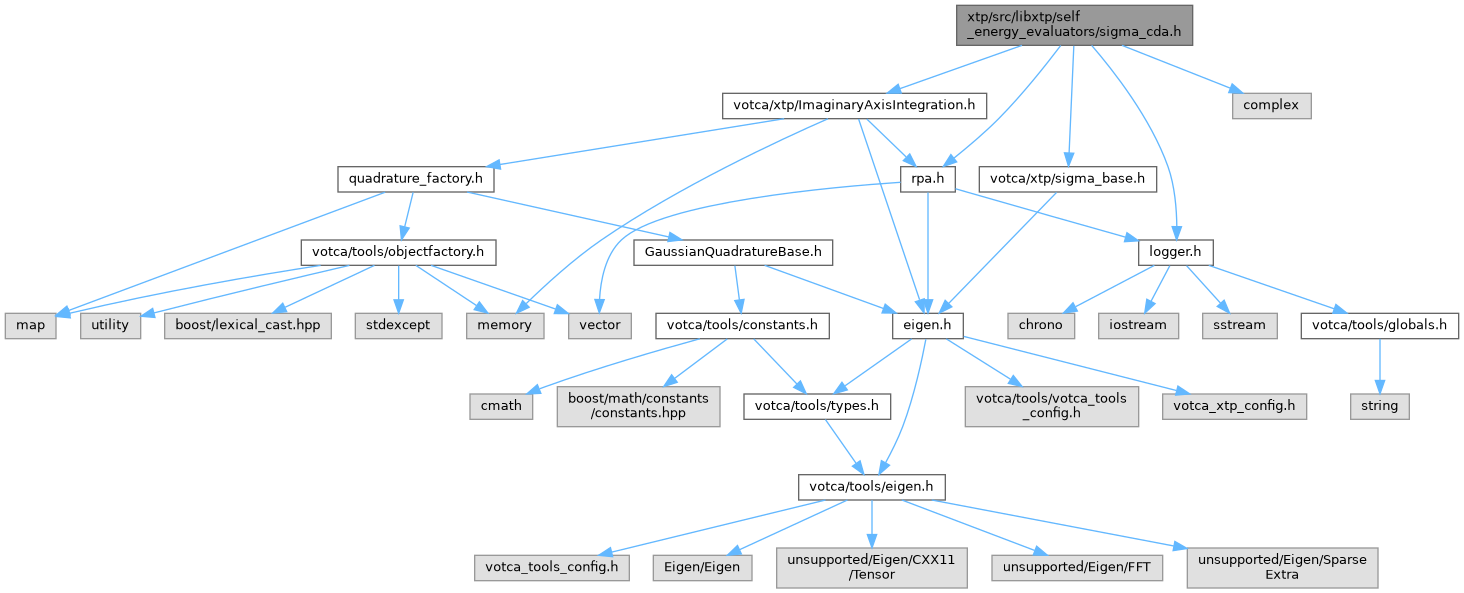 xtp/src/libxtp/self
_energy_evaluators/sigma_cda.h
votca/xtp/ImaginaryAxisIntegration.h
complex
quadrature_factory.h
rpa.h
votca/xtp/sigma_base.h
votca/tools/objectfactory.h
GaussianQuadratureBase.h
logger.h
map
utility
boost/lexical_cast.hpp
stdexcept
memory
vector
votca/tools/constants.h
eigen.h
chrono
iostream
sstream
votca/tools/globals.h
cmath
boost/math/constants
/constants.hpp
votca/tools/types.h
votca/tools/votca_tools
_config.h
votca_xtp_config.h
string
votca/tools/eigen.h
votca_tools_config.h
Eigen/Eigen
unsupported/Eigen/CXX11
/Tensor
unsupported/Eigen/FFT
unsupported/Eigen/Sparse
Extra